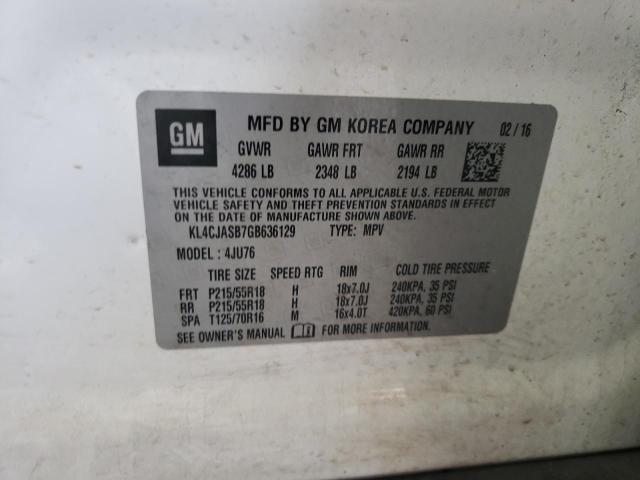 GM MFD BY GM KOREA COMPANY 02 / 16
GVWR GAWR FRT GAWR RR
4286 LB 2348 LB 2194 LB
THIS VEHICLE CONFORMS TO ALL APPLICABLE U.S. FEDERAL MOTOR
VEHICLE SAFETY AND THEFT PREVENTION STANDARDS IN EFFECT
ON THE DATE OF MANUFACTURE SHOWN ABOVE.
KL4CJASB7GB636129 TYPE: MPV
MODEL : 4JU76
TIRE SIZE SPEED RTG RIM COLD TIRE PRESSURE
FRT P215/55R18 H 18x7.0J 240KPA, 35 PSI
RR P215/55R18 H 18x7.0J 240KPA, 35 PSI
SPA T125/70R16 M 16x4.0T 420KPA, 60 PSI
SEE OWNER'S MANUAL FOR MORE INFORMATION.